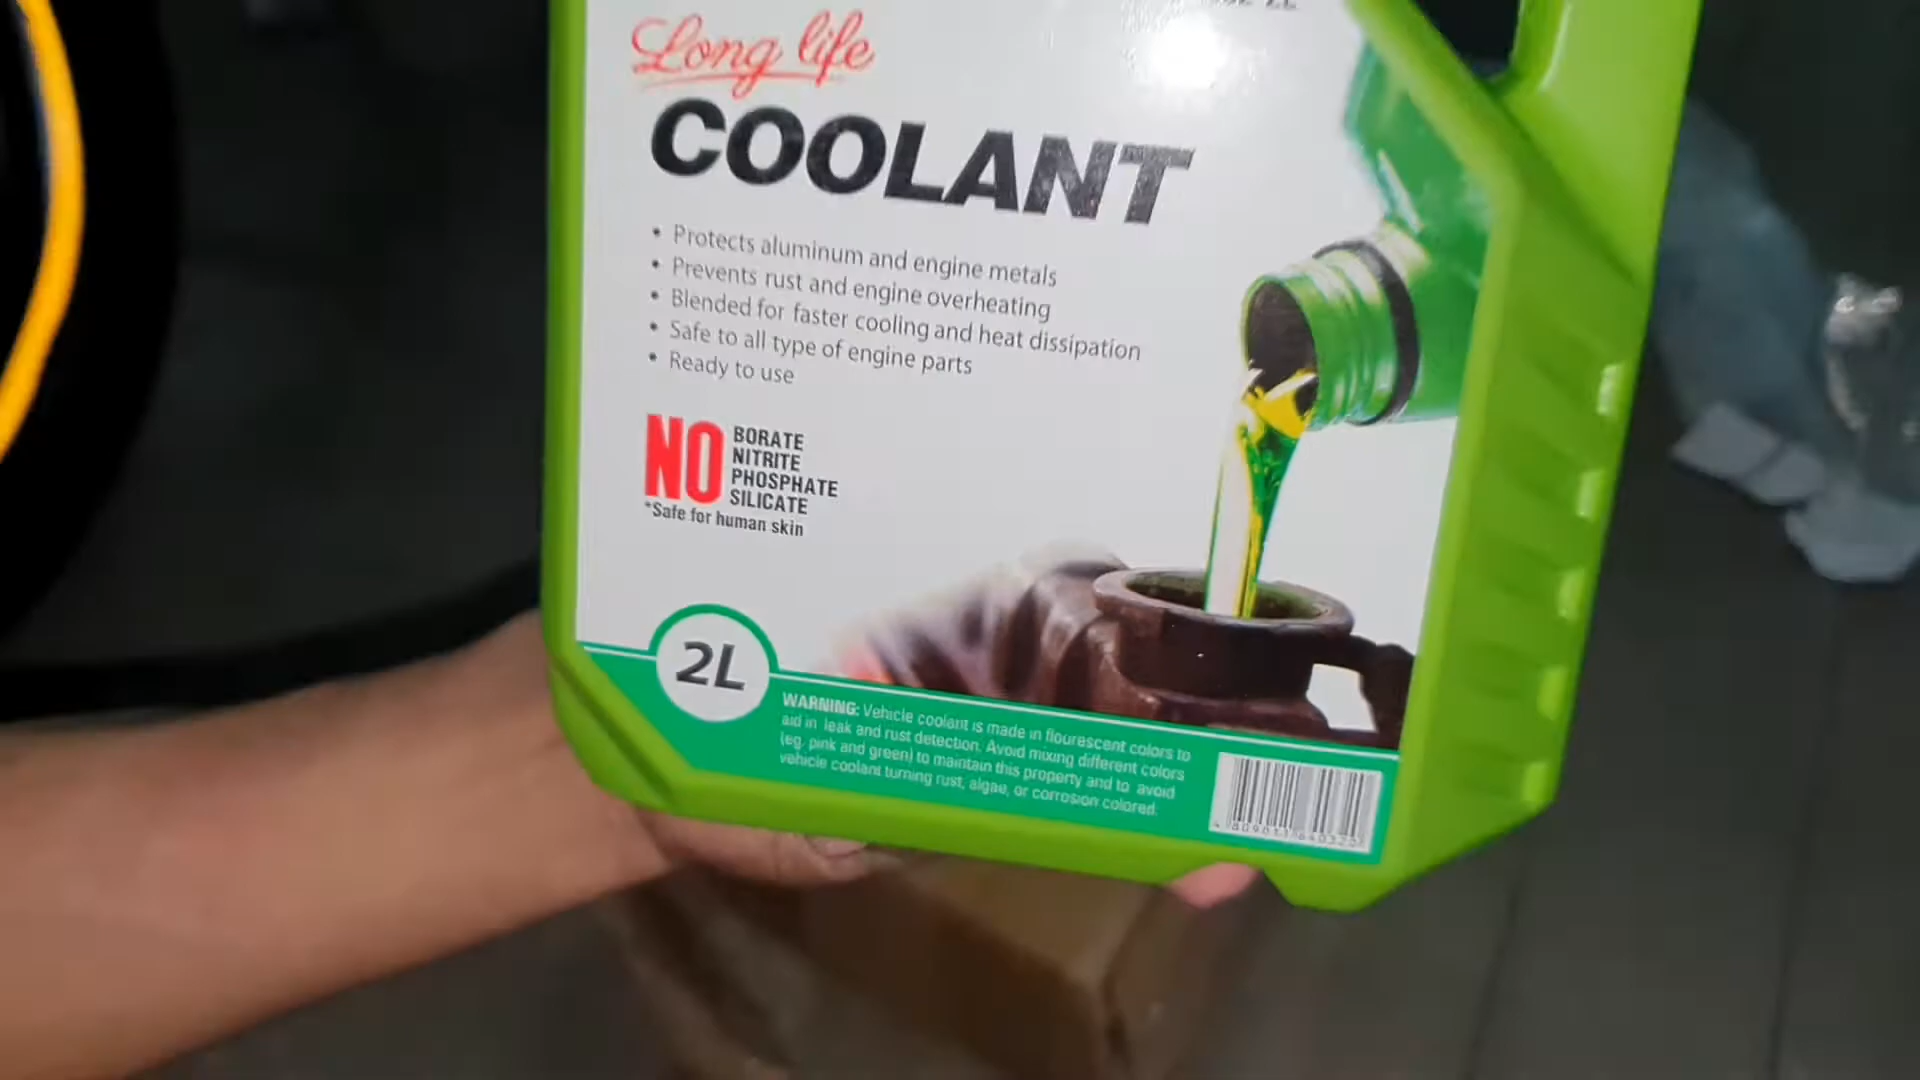 Long life
COOLANT
• Protects aluminum and engine metals
• Prevents rust and engine overheating
• Blended for faster cooling and heat dissipation
• Safe to all type of engine parts
• Ready to use
NO
BORATE
NITRITE
PHOSPHATE
SILICATE
*Safe for human skin
2L
WARNING: Vehicle coolant is made in flourescent colors to
aid in leak and rust detection. Avoid mixing different colors
(eg. pink and green) to maintain this property and to avoid
vehicle coolant turning rust, algae, or corrosion colored.